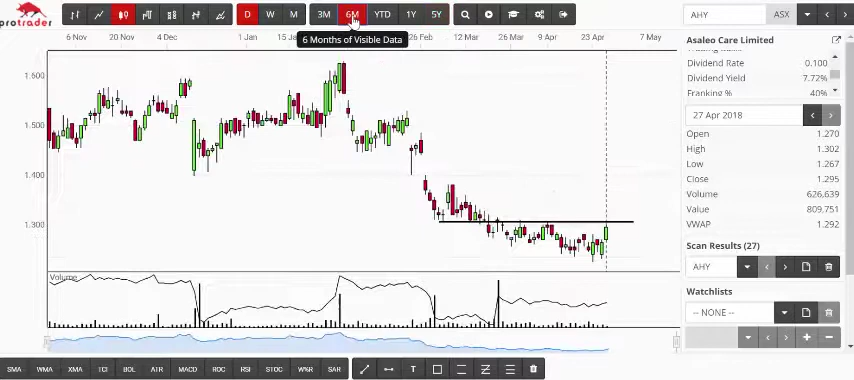 protrader
D W M 3M 6M YTD 1Y 5Y
AHY ASX
6 Months of Visible Data
6 Nov 20 Nov 4 Dec 1 Jan 15 Ja 26 Feb 12 Mar 26 Mar 9 Apr 23 Apr 7 May
Asaleo Care Limited
Dividend Rate 0.100
Dividend Yield 7.72%
Franking % 40%
27 Apr 2018
Open 1.270
High 1.302
Low 1.267
Close 1.295
Volume 626,639
Value 809,751
VWAP 1.292
Scan Results (27)
AHY
Watchlists
-- NONE --
1.600
1.500
1.400
1.300
Volume
SMA WMA XMA TCI BOL ATR MACD ROC RSI STOC W%R SAR T